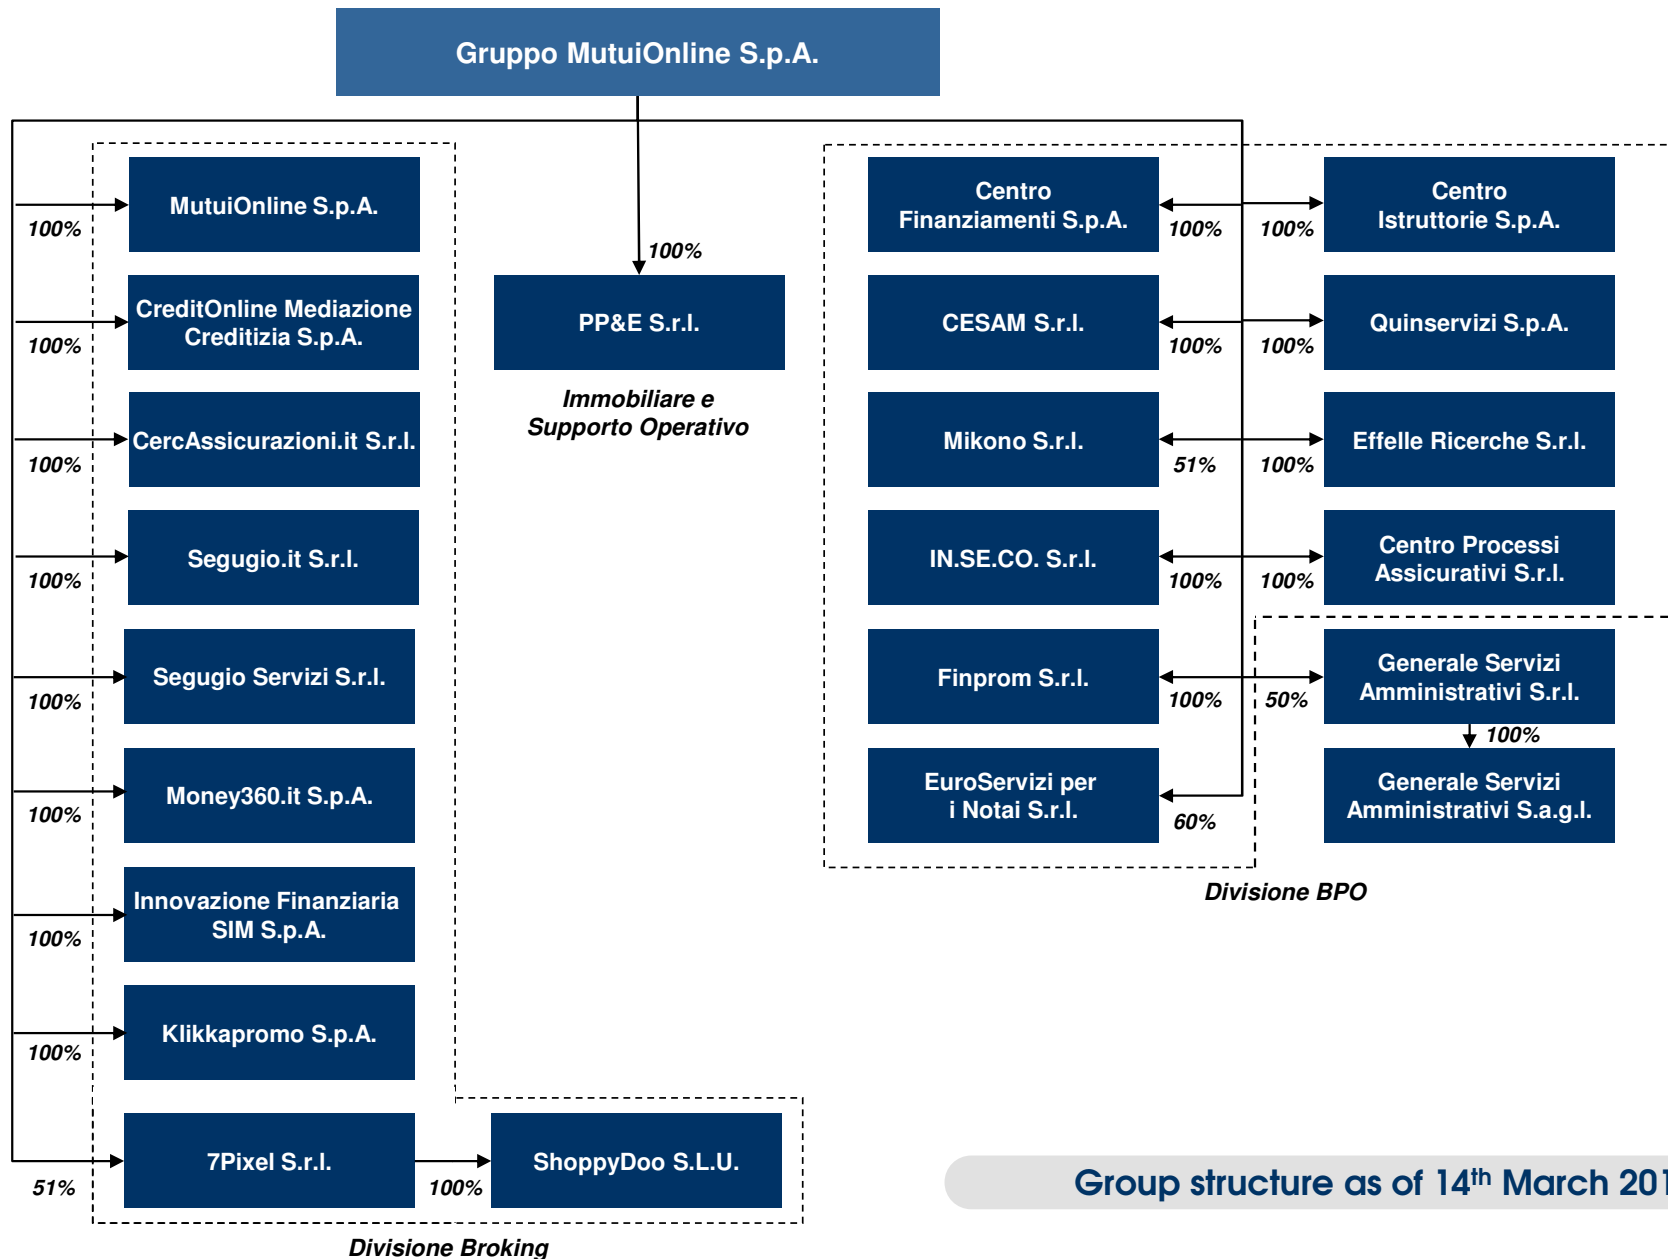 Gruppo MutuiOnline S.p.A.
MutuiOnline S.p.A.
100%
CreditOnline Mediazione
Creditizia S.p.A.
100%
CercAssicurazioni.it S.r.l.
100%
Segugio.it S.r.l.
100%
Segugio Servizi S.r.l.
100%
Money360.it S.p.A.
100%
Innovazione Finanziaria
SIM S.p.A.
100%
Klikkapromo S.p.A.
100%
7Pixel S.r.l.
51%
100%
ShoppyDoo S.L.U.
Divisione Broking
100%
PP&E S.r.l.
Immobiliare e
Supporto Operativo
Centro
Finanziamenti S.p.A.
100%
100%
Centro
Istruttorie S.p.A.
CESAM S.r.l.
100%
100%
Quinservizi S.p.A.
Mikono S.r.l.
51%
100%
Effelle Ricerche S.r.l.
IN.SE.CO. S.r.l.
100%
100%
Centro Processi
Assicurativi S.r.l.
Finprom S.r.l.
100%
50%
Generale Servizi
Amministrativi S.r.l.
100%
EuroServizi per
i Notai S.r.l.
60%
Generale Servizi
Amministrativi S.a.g.l.
Divisione BPO
Group structure as of 14th March 201